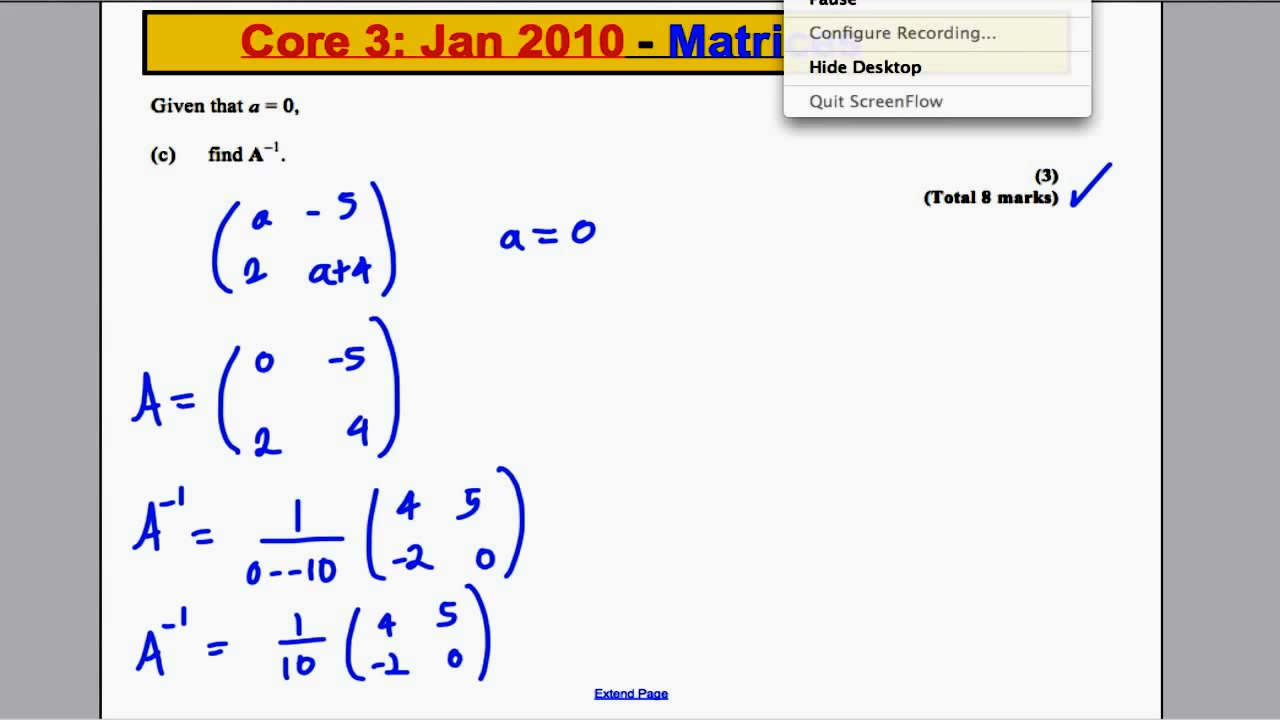 Pause
Configure Recording...
Hide Desktop
Quit ScreenFlow
Core 3: Jan 2010 - Matrices
Given that a = 0,
(c) find A⁻¹.
(3)
(Total 8 marks)
a -5
2 a+4
a = 0
A = 0 -5
2 4
A⁻¹ = 1/0--10 (4 5
-2 0)
A⁻¹ = 1/10 (4 5
-2 0)
Extend Page